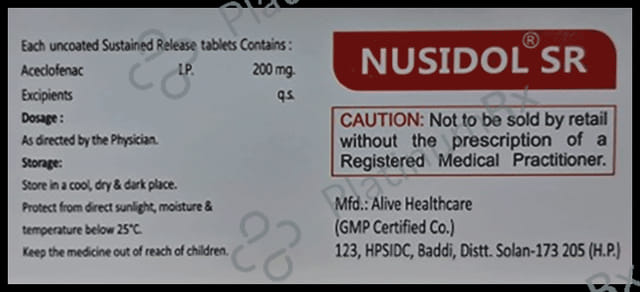 Each uncoated Sustained Release tablets Contains :
Aceclofenac I.P. 200 mg.
Excipients q.s.
Dosage :
As directed by the Physician.
Storage:
Store in a cool, dry & dark place.
Protect from direct sunlight, moisture &
temperature below 25°C.
Keep the medicine out of reach of children.
NUSIDOL® SR
CAUTION: Not to be sold by retail
without the prescription of a
Registered Medical Practitioner.
Mfd.: Alive Healthcare
(GMP Certified Co.)
123, HPSIDC, Baddi, Distt. Solan-173 205 (H.P.)
PlatinumRx